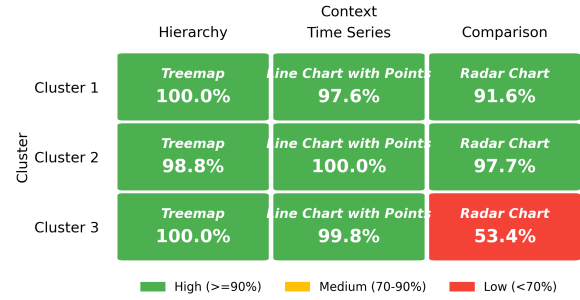 Context
Hierarchy Time Series Comparison
Cluster
Cluster 1
Treemap
100.0%
Line Chart with Points
97.6%
Radar Chart
91.6%
Cluster 2
Treemap
98.8%
Line Chart with Points
100.0%
Radar Chart
97.7%
Cluster 3
Treemap
100.0%
Line Chart with Points
99.8%
Radar Chart
53.4%
High (>=90%) Medium (70-90%) Low (<70%)